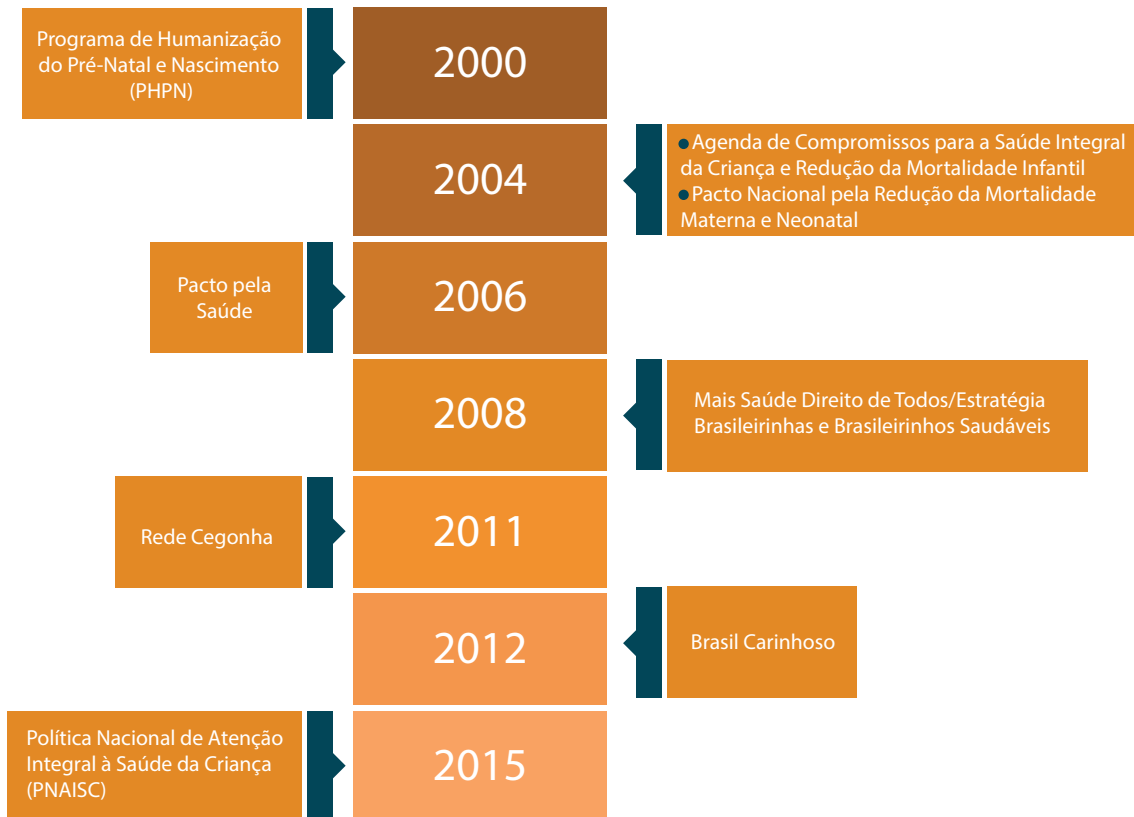 Programa de Humanização
do Pré-Natal e Nascimento
(PHPN)
2000
2004
● Agenda de Compromissos para a Saúde Integral
da Criança e Redução da Mortalidade Infantil
● Pacto Nacional pela Redução da Mortalidade
Materna e Neonatal
Pacto pela
Saúde
2006
2008
Mais Saúde Direito de Todos/Estratégia
Brasileirinhas e Brasileirinhos Saudáveis
Rede Cegonha
2011
2012
Brasil Carinhoso
Política Nacional de Atenção
Integral à Saúde da Criança
(PNAISC)
2015